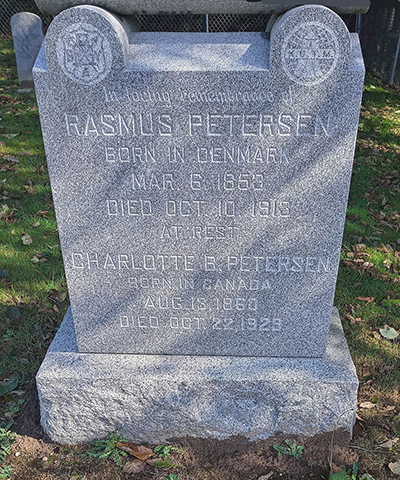 K.O.T.M.
In loving remembrance of
RASMUS PETERSEN
BORN IN DENMARK
MAR. 6. 1853
DIED OCT. 10 1913
AT REST
CHARLOTTE B. PETERSEN
BORN IN CANADA
AUG. 13. 1860
DIED OCT. 22. 1923